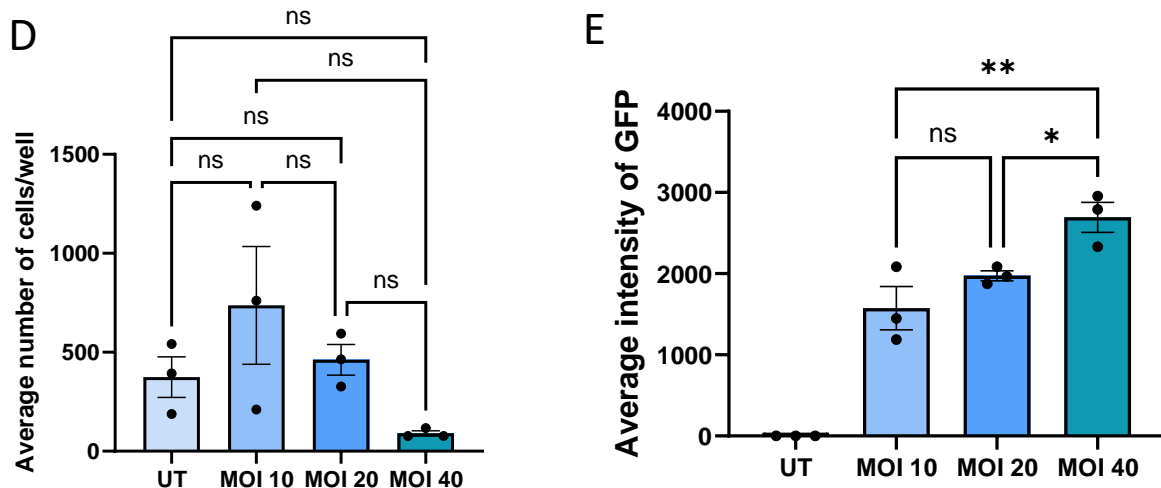 D
ns
ns
ns
ns
ns
ns
Average number of cells/well
1500
1000
500
0
UT
MOI 10
MOI 20
MOI 40
E
**
ns
*
Average intensity of GFP
4000
3000
2000
1000
0
UT
MOI 10
MOI 20
MOI 40